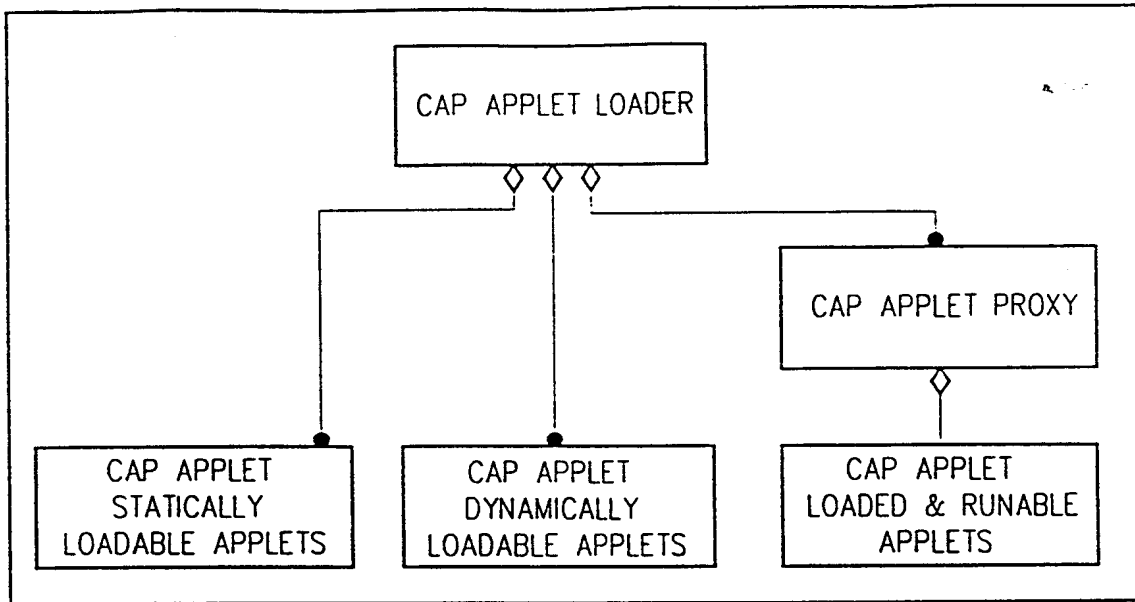 CAP APPLET LOADER
CAP APPLET PROXY
CAP APPLET
STATICALLY
LOADABLE APPLETS
CAP APPLET
DYNAMICALLY
LOADABLE APPLETS
CAP APPLET
LOADED & RUNABLE
APPLETS